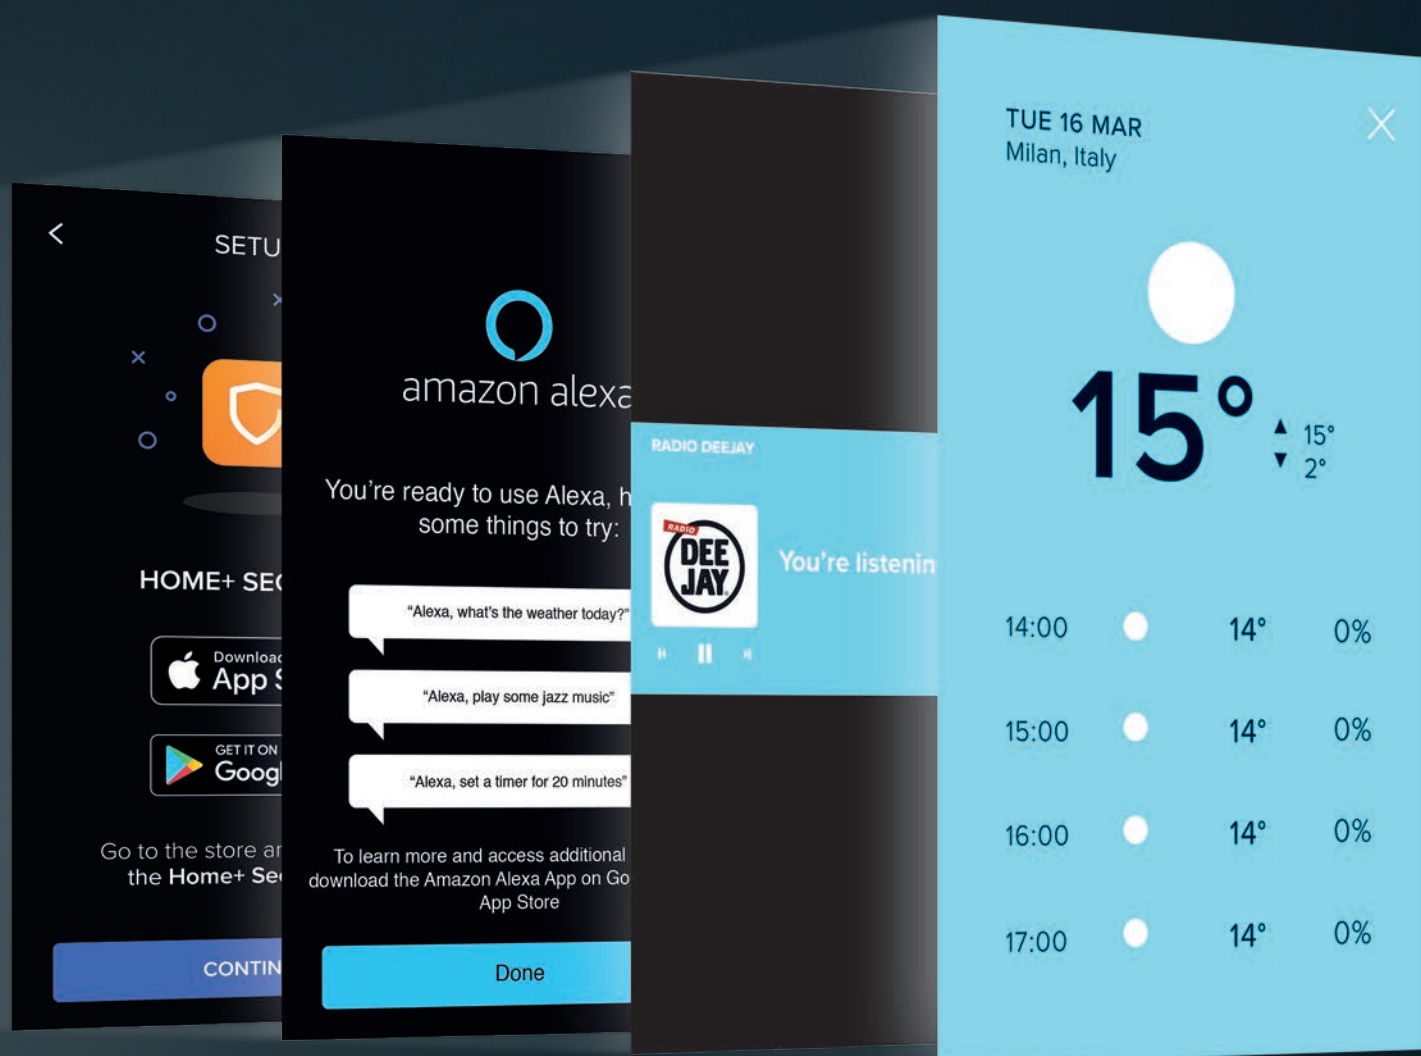 SETU
HOME+ SEC
Download
App S
GET IT ON
Googl
Go to the store an
the Home+ Sec
CONTIN
amazon alexa
You're ready to use Alexa, h
some things to try:
“Alexa, what's the weather today?”
“Alexa, play some jazz music”
“Alexa, set a timer for 20 minutes”
To learn more and access additional
download the Amazon Alexa App on Go
App Store
Done
RADIO DEEJAY
RADIO
DEE
JAY
You're listenin
TUE 16 MAR
Milan, Italy
15°
15°
2°
14:00 14° 0%
15:00 14° 0%
16:00 14° 0%
17:00 14° 0%